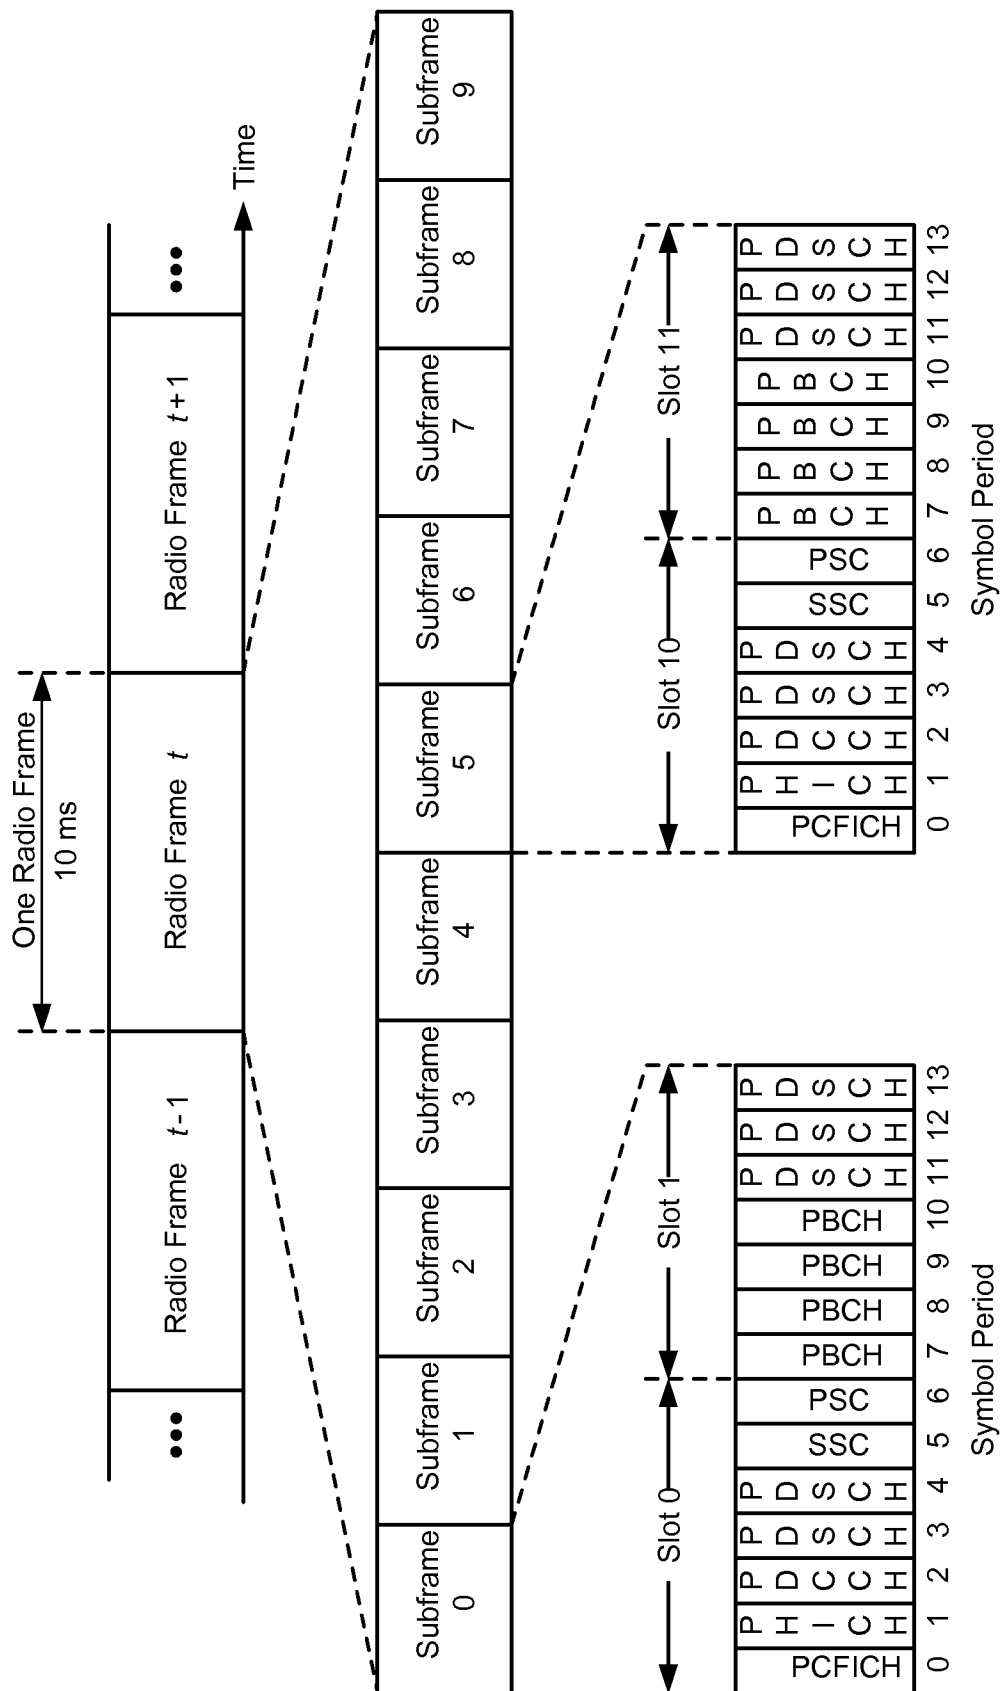 One Radio Frame
10 ms
••• Radio Frame t-1 Radio Frame t Radio Frame t+1 •••
Time
Subframe 0
Subframe 1
Subframe 2
Subframe 3
Subframe 4
Subframe 5
Subframe 6
Subframe 7
Subframe 8
Subframe 9
Slot 0 Slot 1
PCFICH PHICH PDCCH PDSCH PDSCH SSC PSC PBCH PBCH PBCH PBCH PDSCH PDSCH PDSCH
0 1 2 3 4 5 6 7 8 9 10 11 12 13
Symbol Period
Slot 10 Slot 11
PCFICH PHICH PDCCH PDSCH PDSCH SSC PSC PBCH PBCH PBCH PBCH PDSCH PDSCH PDSCH
0 1 2 3 4 5 6 7 8 9 10 11 12 13
Symbol Period